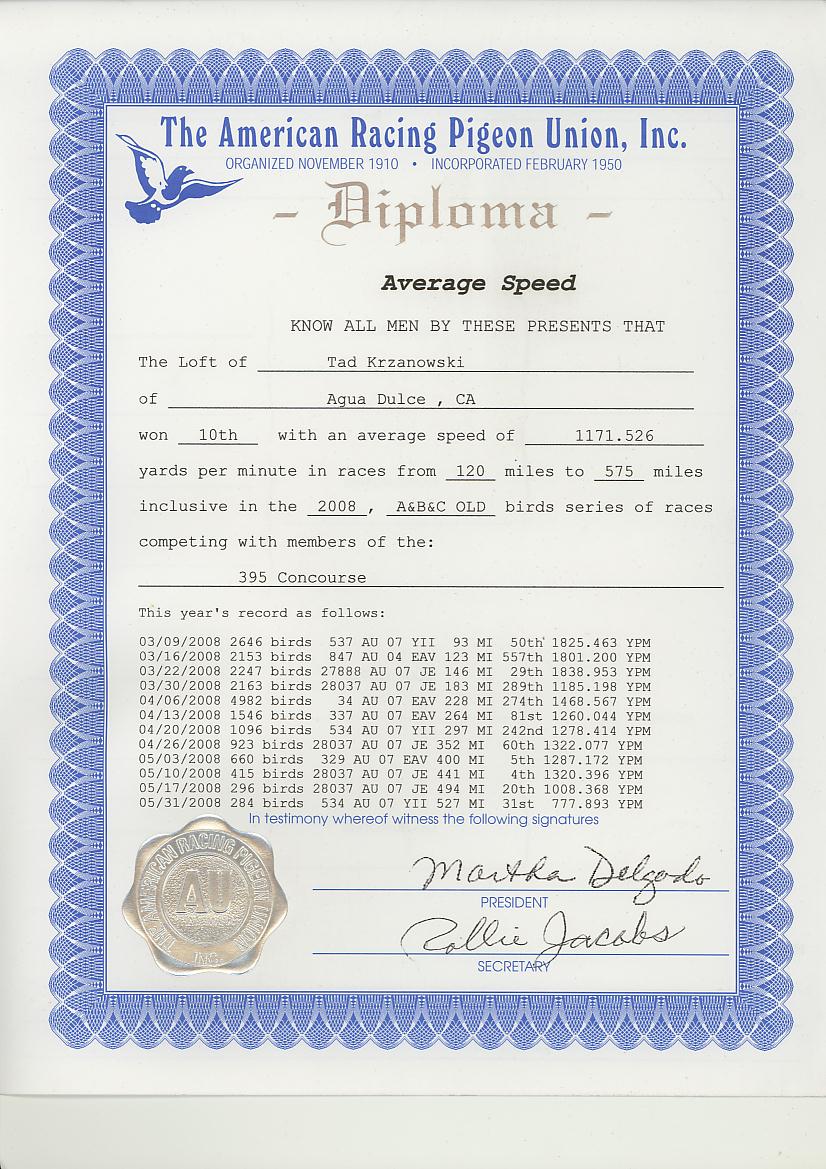 The American Racing Pigeon Union, Inc.
ORGANIZED NOVEMBER 1910 • INCORPORATED FEBRUARY 1950
- Diploma -
Average Speed
KNOW ALL MEN BY THESE PRESENTS THAT
The Loft of Tad Krzanowski
of Agua Dulce , CA
won 10th with an average speed of 1171.526
yards per minute in races from 120 miles to 575 miles
inclusive in the 2008 , A&B&C OLD birds series of races
competing with members of the:
395 Concourse
This year's record as follows:
03/09/2008 2646 birds 537 AU 07 YII 93 MI 50th 1825.463 YPM
03/16/2008 2153 birds 847 AU 04 EAV 123 MI 557th 1801.200 YPM
03/22/2008 2247 birds 27888 AU 07 JE 146 MI 29th 1838.953 YPM
03/30/2008 2163 birds 28037 AU 07 JE 183 MI 289th 1185.198 YPM
04/06/2008 4982 birds 34 AU 07 EAV 228 MI 274th 1468.567 YPM
04/13/2008 1546 birds 337 AU 07 EAV 264 MI 81st 1260.044 YPM
04/20/2008 1096 birds 534 AU 07 YII 297 MI 242nd 1278.414 YPM
04/26/2008 923 birds 28037 AU 07 JE 352 MI 60th 1322.077 YPM
05/03/2008 660 birds 329 AU 07 EAV 400 MI 5th 1287.172 YPM
05/10/2008 415 birds 28037 AU 07 JE 441 MI 4th 1320.396 YPM
05/17/2008 296 birds 28037 AU 07 JE 494 MI 20th 1008.368 YPM
05/31/2008 284 birds 534 AU 07 YII 527 MI 31st 777.893 YPM
In testimony whereof witness the following signatures
THE AMERICAN RACING PIGEON UNION
AU
INC.
Martha Delgado
PRESIDENT
Rollie Jacobs
SECRETARY